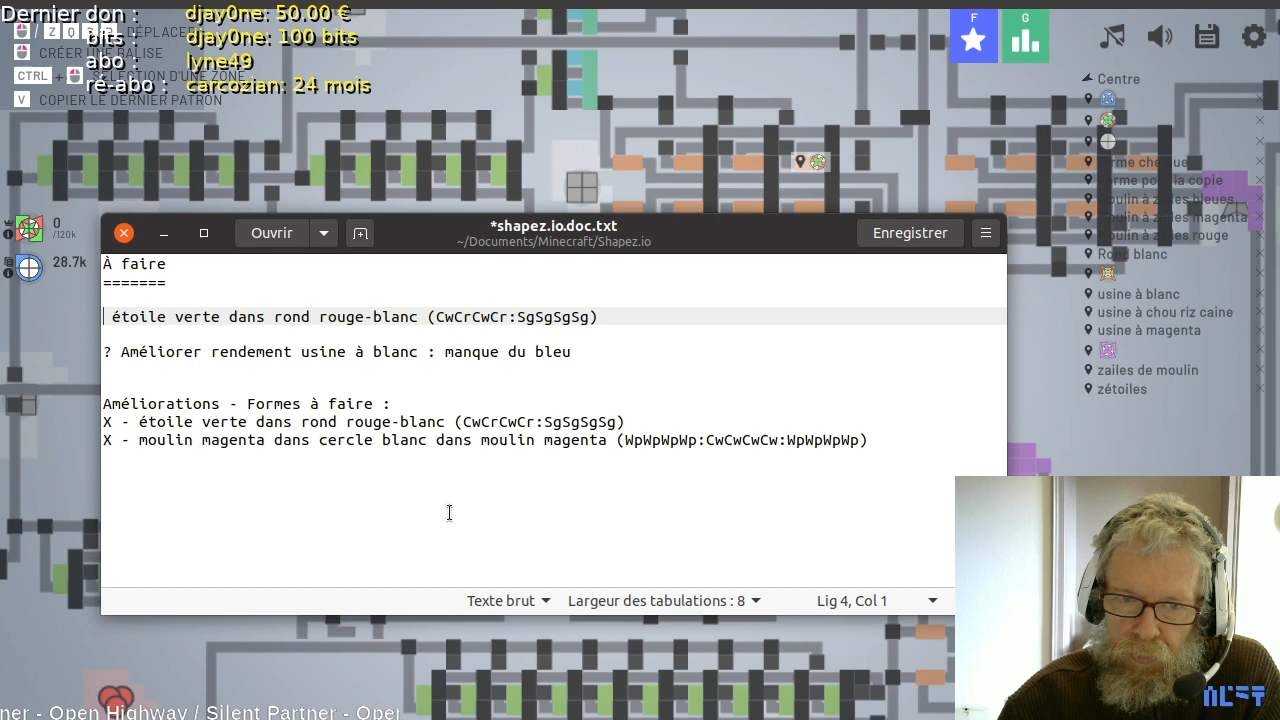 Dernier don : djay0ne: 50.00 €
bits : djay0ne: 100 bits
abo : lyne49
ré-abo : carcozian: 24 mois
/ Z Q DÉPLACE
CRÉER UNE BALISE
CTRL + SÉLECTION D'UNE ZONE
V COPIER LE DERNIER PATRON
F
G
Centre
forme chequée
forme pour la copie
moulin à zailes bleues
moulin à zailes magenta
moulin à zailes rouge
Rond blanc
usine à blanc
usine à chou riz caine
usine à magenta
zailes de moulin
zétoiles
0
/120k
28.7k
Ouvrir
*shapez.io.doc.txt
~/Documents/Minecraft/Shapez.io
Enregistrer
À faire
=======
étoile verte dans rond rouge-blanc (CwCrCwCr:SgSgSgSg)
? Améliorer rendement usine à blanc : manque du bleu
Améliorations - Formes à faire :
X - étoile verte dans rond rouge-blanc (CwCrCwCr:SgSgSgSg)
X - moulin magenta dans cercle blanc dans moulin magenta (WpWpWpWp:CwCwCwCw:WpWpWpWp)
Texte brut
Largeur des tabulations : 8
Lig 4, Col 1
ner - Open Highway / Silent Partner - Oper